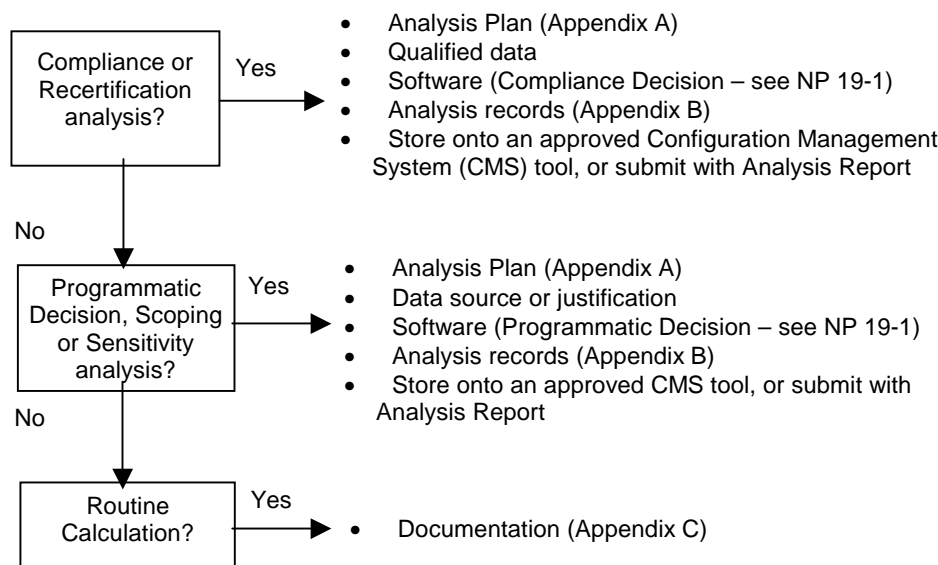 Compliance or
Recertification
analysis?
Yes
• Analysis Plan (Appendix A)
• Qualified data
• Software (Compliance Decision – see NP 19-1)
• Analysis records (Appendix B)
• Store onto an approved Configuration Management
System (CMS) tool, or submit with Analysis Report
No
Programmatic
Decision, Scoping
or Sensitivity
analysis?
Yes
• Analysis Plan (Appendix A)
• Data source or justification
• Software (Programmatic Decision – see NP 19-1)
• Analysis records (Appendix B)
• Store onto an approved CMS tool, or submit with
Analysis Report
No
Routine
Calculation?
Yes
• Documentation (Appendix C)